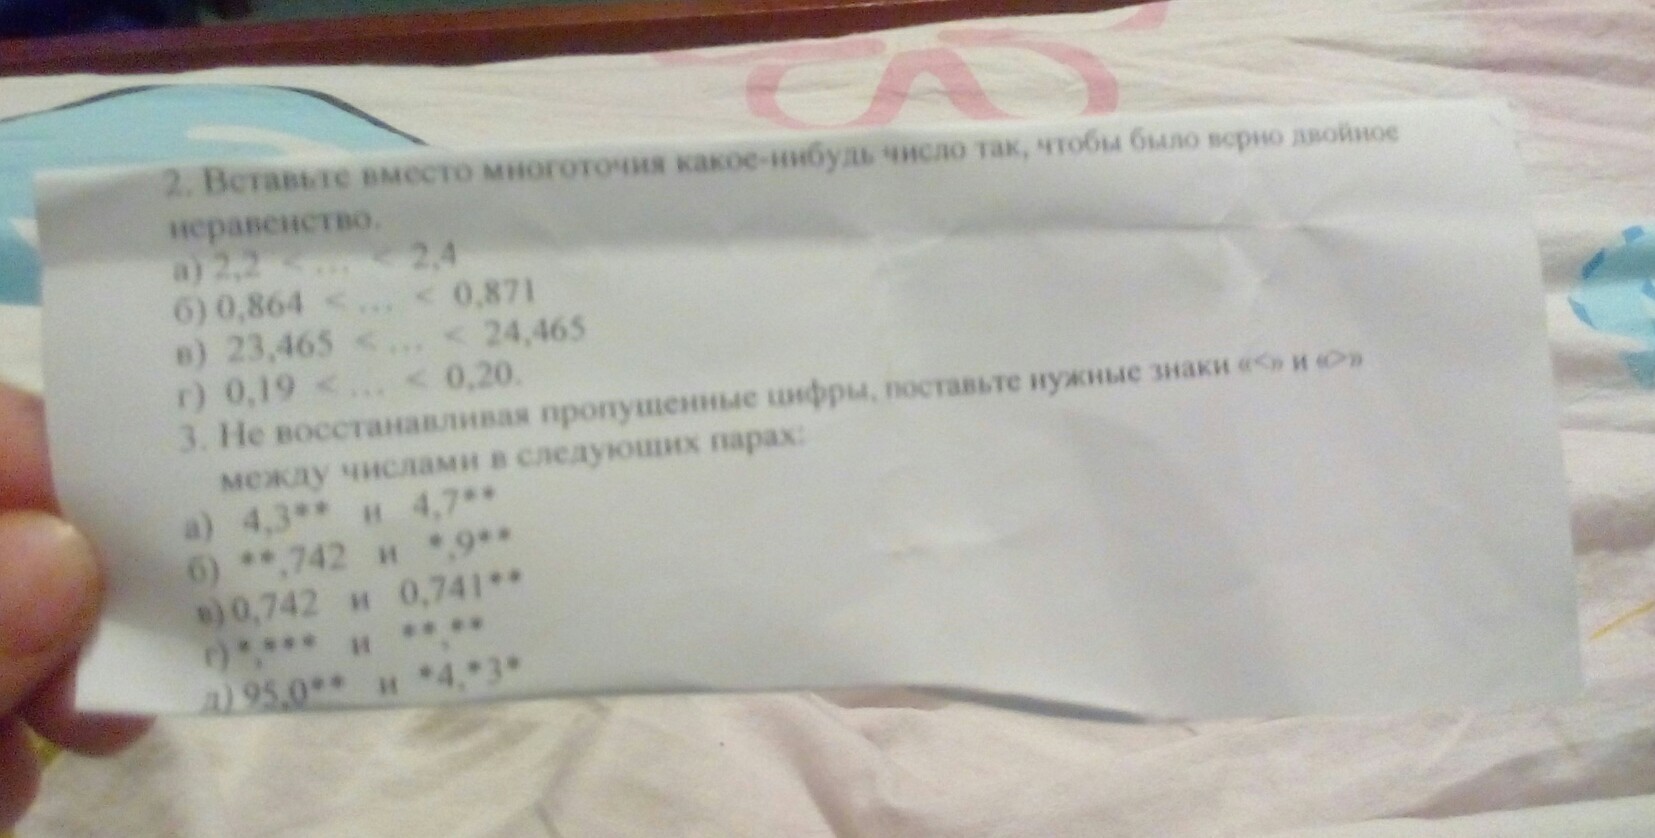 2. Вставьте вместо многоточия какое-нибудь число так, чтобы было верно двойное
неравенство.
а) 2,2 < ... < 2,4
б) 0,864 < ... < 0,871
в) 23,465 < ... < 24,465
г) 0,19 < ... < 0,20.
3. Не восстанавливая пропущенные цифры, поставьте нужные знаки «<» и «>»
между числами в следующих парах:
а) 4,3** и 4,7**
б) **,742 и *,9**
в) 0,742 и 0,741**
г) *,*** и **,**
д) 95,0** и *4,*3*